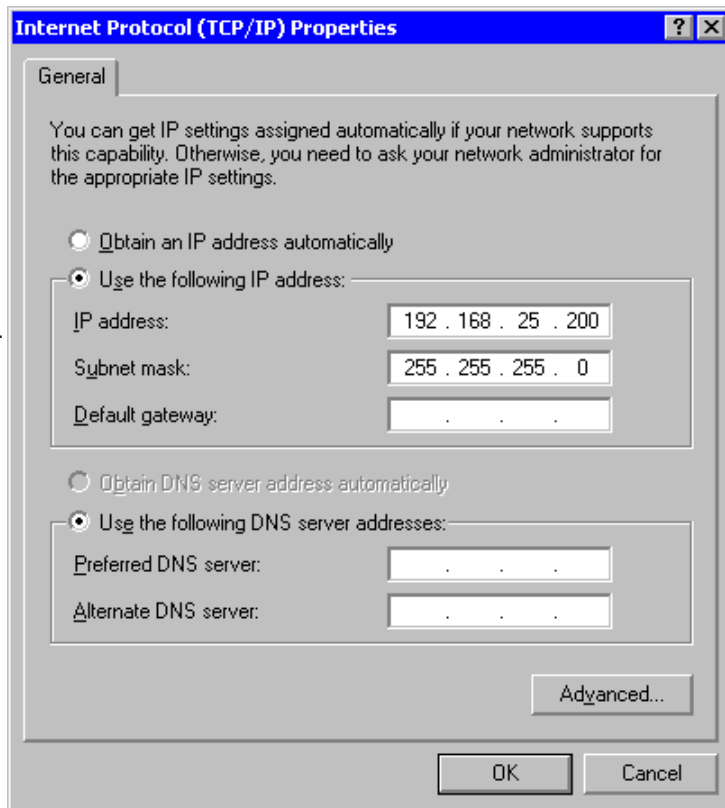 Internet Protocol (TCP/IP) Properties
General
You can get IP settings assigned automatically if your network supports
this capability. Otherwise, you need to ask your network administrator for
the appropriate IP settings.
Obtain an IP address automatically
Use the following IP address:
IP address: 192 . 168 . 25 . 200
Subnet mask: 255 . 255 . 255 . 0
Default gateway: . . .
Obtain DNS server address automatically
Use the following DNS server addresses:
Preferred DNS server: . . .
Alternate DNS server: . . .
Advanced...
OK Cancel